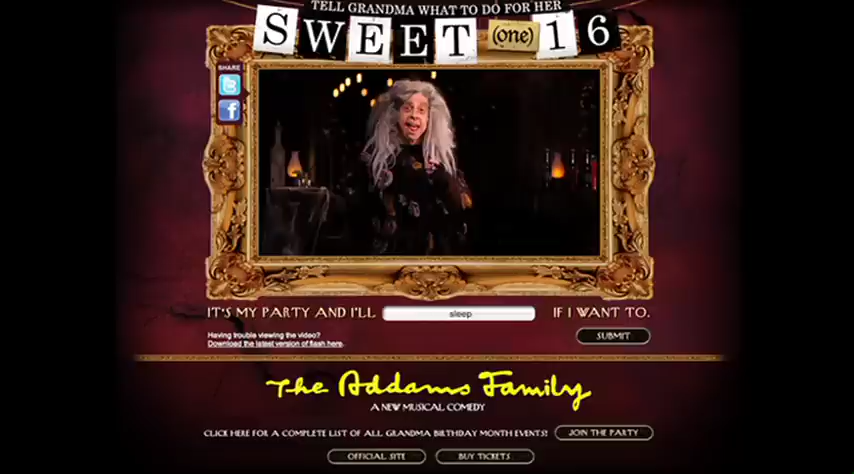 TELL GRANDMA WHAT TO DO FOR HER
SWEET (one) 16
SHARE
IT'S MY PARTY AND I'LL sleep IF I WANT TO.
Having trouble viewing the video?
Download the latest version of flash here.
SUBMIT
The Addams Family
A NEW MUSICAL COMEDY
CLICK HERE FOR A COMPLETE LIST OF ALL GRANDMA BIRTHDAY MONTH EVENTS! JOIN THE PARTY
OFFICIAL SITE BUY TICKETS